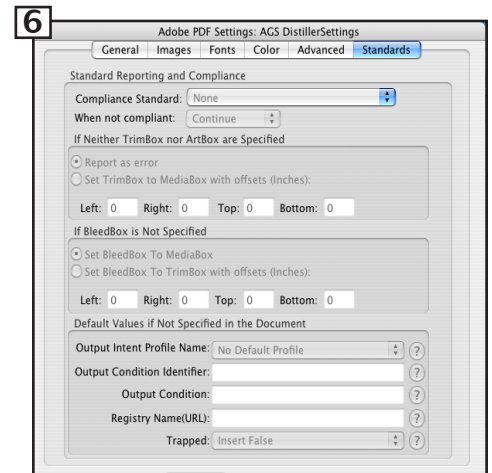 6
Adobe PDF Settings: AGS DistillerSettings
General Images Fonts Color Advanced Standards
Standard Reporting and Compliance
Compliance Standard: None
When not compliant: Continue
If Neither TrimBox nor ArtBox are Specified
Report as error
Set TrimBox to MediaBox with offsets (Inches):
Left: 0 Right: 0 Top: 0 Bottom: 0
If BleedBox is Not Specified
Set BleedBox To MediaBox
Set BleedBox To TrimBox with offsets (Inches):
Left: 0 Right: 0 Top: 0 Bottom: 0
Default Values if Not Specified in the Document
Output Intent Profile Name: No Default Profile ?
Output Condition Identifier: ?
Output Condition: ?
Registry Name(URL): ?
Trapped: Insert False ?